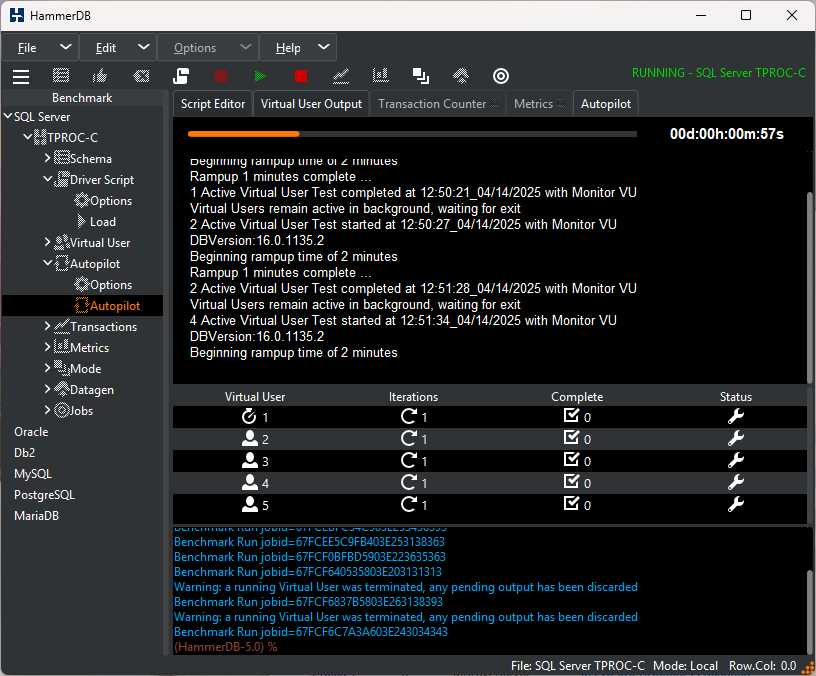 HammerDB
File Edit Options Help
RUNNING - SQL Server TPROC-C
Benchmark
SQL Server
TPROC-C
Schema
Driver Script
Options
Load
Virtual User
Autopilot
Options
Autopilot
Transactions
Metrics
Mode
Datagen
Jobs
Oracle
Db2
MySQL
PostgreSQL
MariaDB
Script Editor Virtual User Output Transaction Counter Metrics Autopilot
00d:00h:00m:57s
Beginning rampup time of 2 minutes
Rampup 1 minutes complete ...
1 Active Virtual User Test completed at 12:50:21_04/14/2025 with Monitor VU
Virtual Users remain active in background, waiting for exit
2 Active Virtual User Test started at 12:50:27_04/14/2025 with Monitor VU
DBVersion:16.0.1135.2
Beginning rampup time of 2 minutes
Rampup 1 minutes complete ...
2 Active Virtual User Test completed at 12:51:28_04/14/2025 with Monitor VU
Virtual Users remain active in background, waiting for exit
4 Active Virtual User Test started at 12:51:34_04/14/2025 with Monitor VU
DBVersion:16.0.1135.2
Beginning rampup time of 2 minutes
Virtual User Iterations Complete Status
1 1 0
2 1 0
3 1 0
4 1 0
5 1 0
Benchmark Run
Benchmark Run jobid=67FCEE5C9FB403E253138363
Benchmark Run jobid=67FCF0BFBD5903E223635363
Benchmark Run jobid=67FCF640535803E203131313
Warning: a running Virtual User was terminated, any pending output has been discarded
Benchmark Run jobid=67FCF6837B5803E263138393
Warning: a running Virtual User was terminated, any pending output has been discarded
Benchmark Run jobid=67FCF6C7A3A603E243034343
(HammerDB-5.0) %
File: SQL Server TPROC-C Mode: Local Row.Col: 0.0